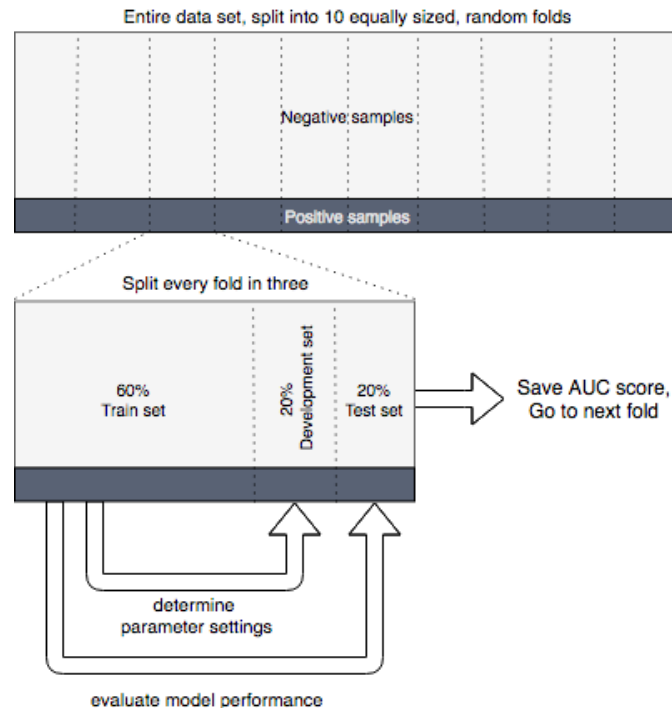 Entire data set, split into 10 equally sized, random folds
Negative samples
Positive samples
Split every fold in three
60%
Train set
20%
Development set
20%
Test set
Save AUC score,
Go to next fold
determine
parameter settings
evaluate model performance